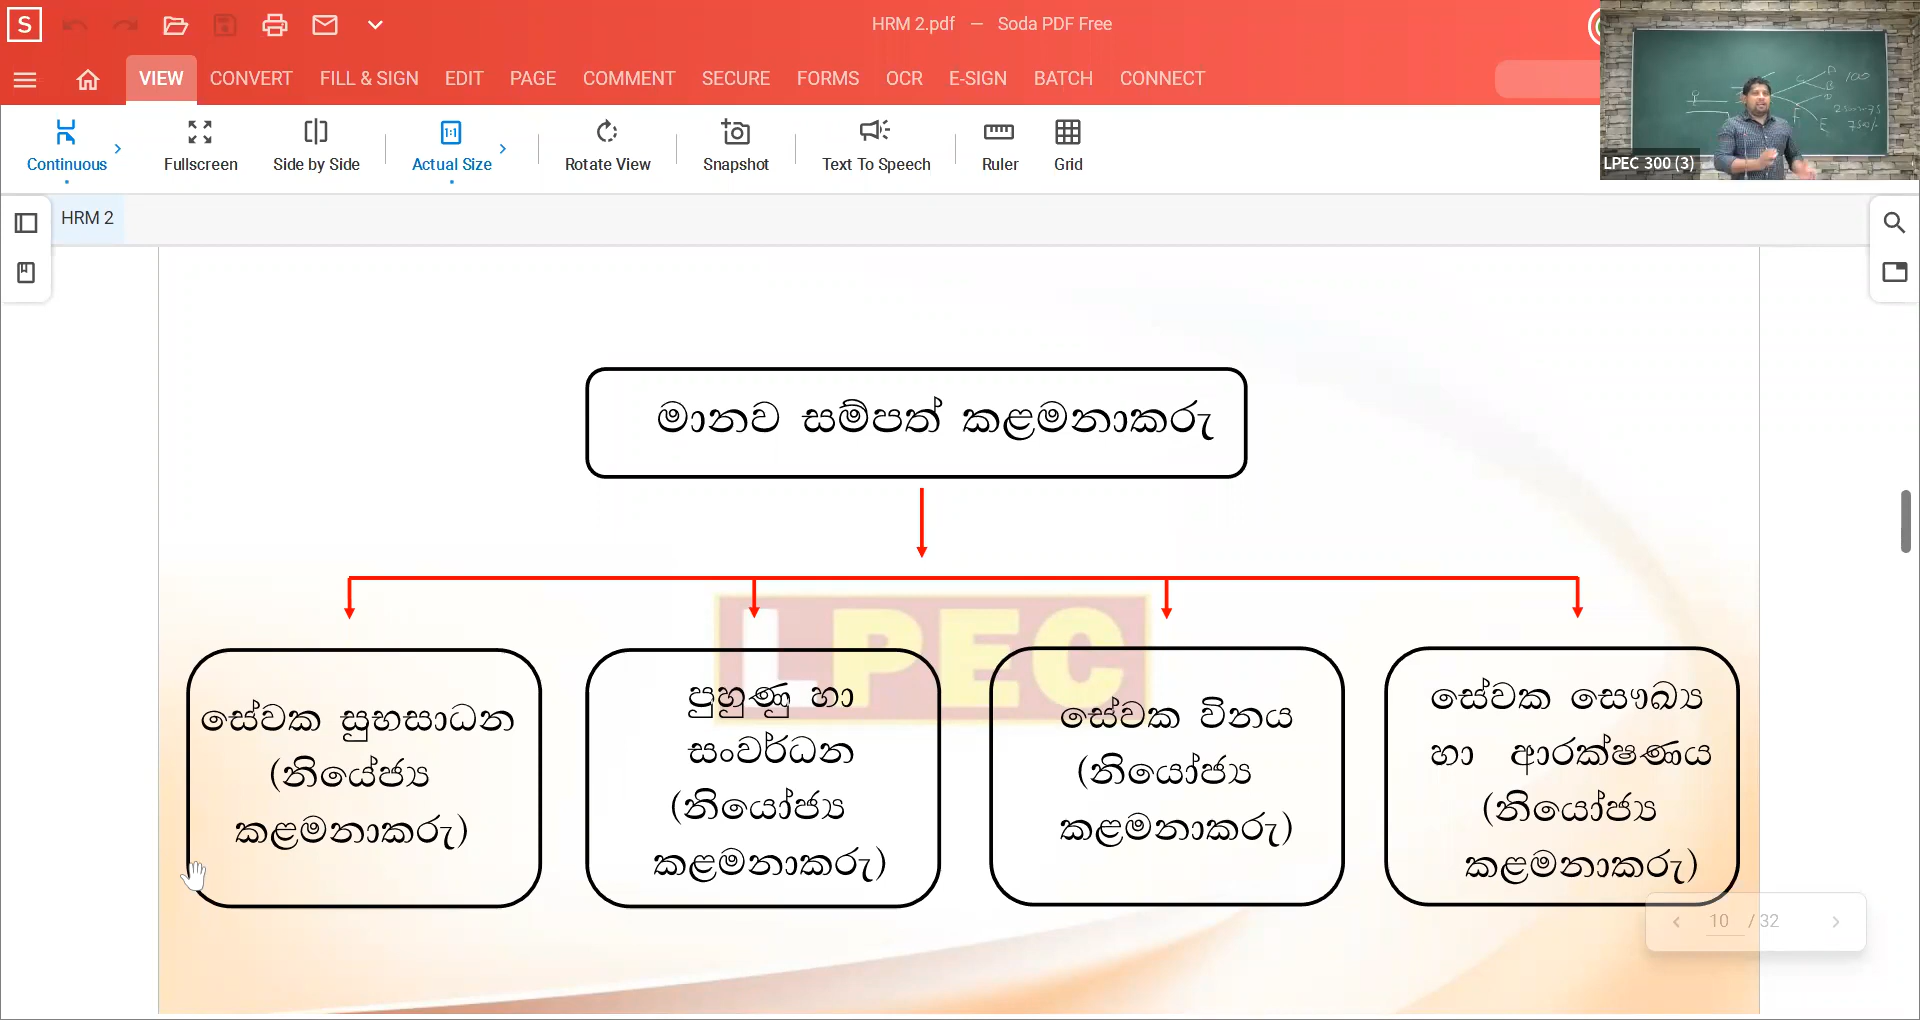 S
HRM 2.pdf — Soda PDF Free
VIEW CONVERT FILL & SIGN EDIT PAGE COMMENT SECURE FORMS OCR E-SIGN BATCH CONNECT
Continuous Fullscreen Side by Side 1:1 Actual Size Rotate View Snapshot Text To Speech Ruler Grid
LPEC 300 (3)
HRM 2
මානව සම්පත් කළමනාකරු
LPEC
සේවක සුභසාධන
(නියේජ්‍ය
කළමනාකරු)
පුහුණු හා
සංවර්ධන
(නියෝජ්‍ය
කළමනාකරු)
සේවක විනය
(නියෝජ්‍ය
කළමනාකරු)
සේවක සෞඛ්‍ය
හා ආරක්ෂණය
(නියෝජ්‍ය
කළමනාකරු)
10 / 32